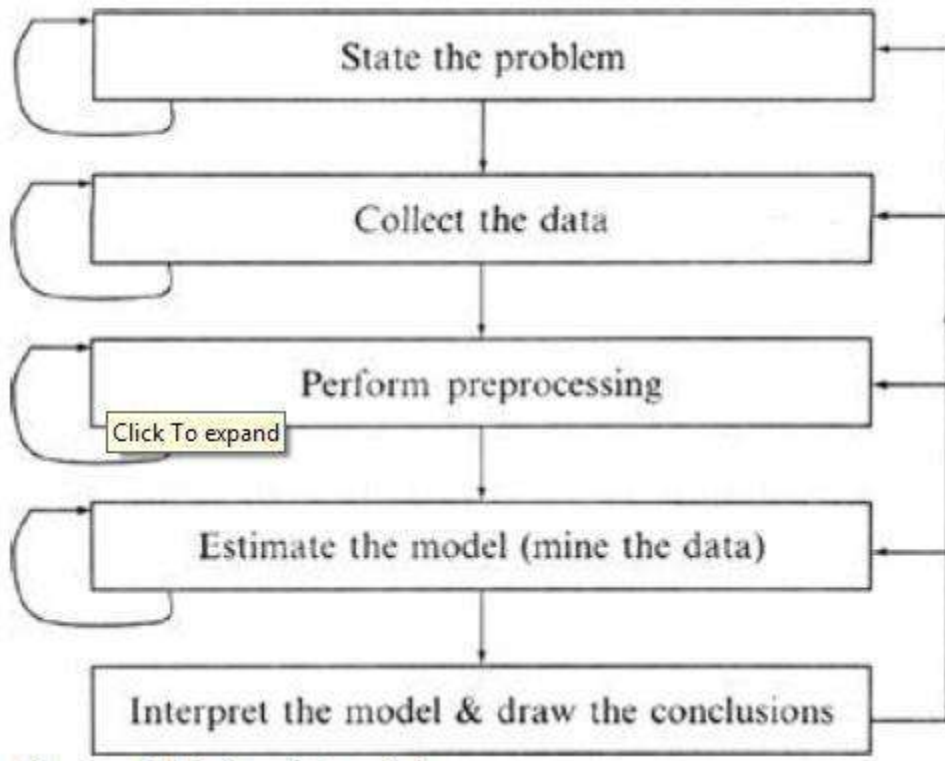 State the problem
Collect the data
Perform preprocessing
Click To expand
Estimate the model (mine the data)
Interpret the model & draw the conclusions